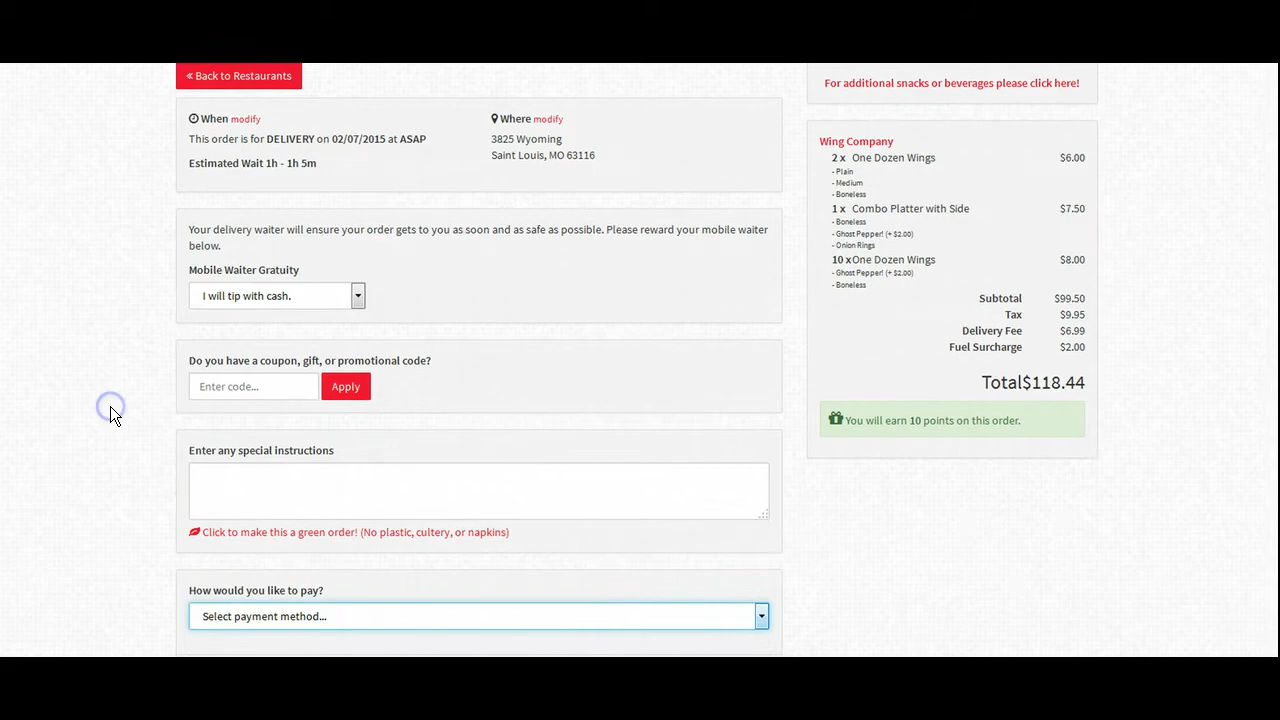 « Back to Restaurants
When modify
This order is for DELIVERY on 02/07/2015 at ASAP
Estimated Wait 1h - 1h 5m
Where modify
3825 Wyoming
Saint Louis, MO 63116
Your delivery waiter will ensure your order gets to you as soon and as safe as possible. Please reward your mobile waiter
below.
Mobile Waiter Gratuity
I will tip with cash.
Do you have a coupon, gift, or promotional code?
Enter code... Apply
Enter any special instructions
Click to make this a green order! (No plastic, cultery, or napkins)
How would you like to pay?
Select payment method...
For additional snacks or beverages please click here!
Wing Company
2 x One Dozen Wings $6.00
- Plain
- Medium
- Boneless
1 x Combo Platter with Side $7.50
- Boneless
- Ghost Pepper! (+ $2.00)
- Onion Rings
10 x One Dozen Wings $8.00
- Ghost Pepper! (+ $2.00)
- Boneless
Subtotal $99.50
Tax $9.95
Delivery Fee $6.99
Fuel Surcharge $2.00
Total$118.44
You will earn 10 points on this order.